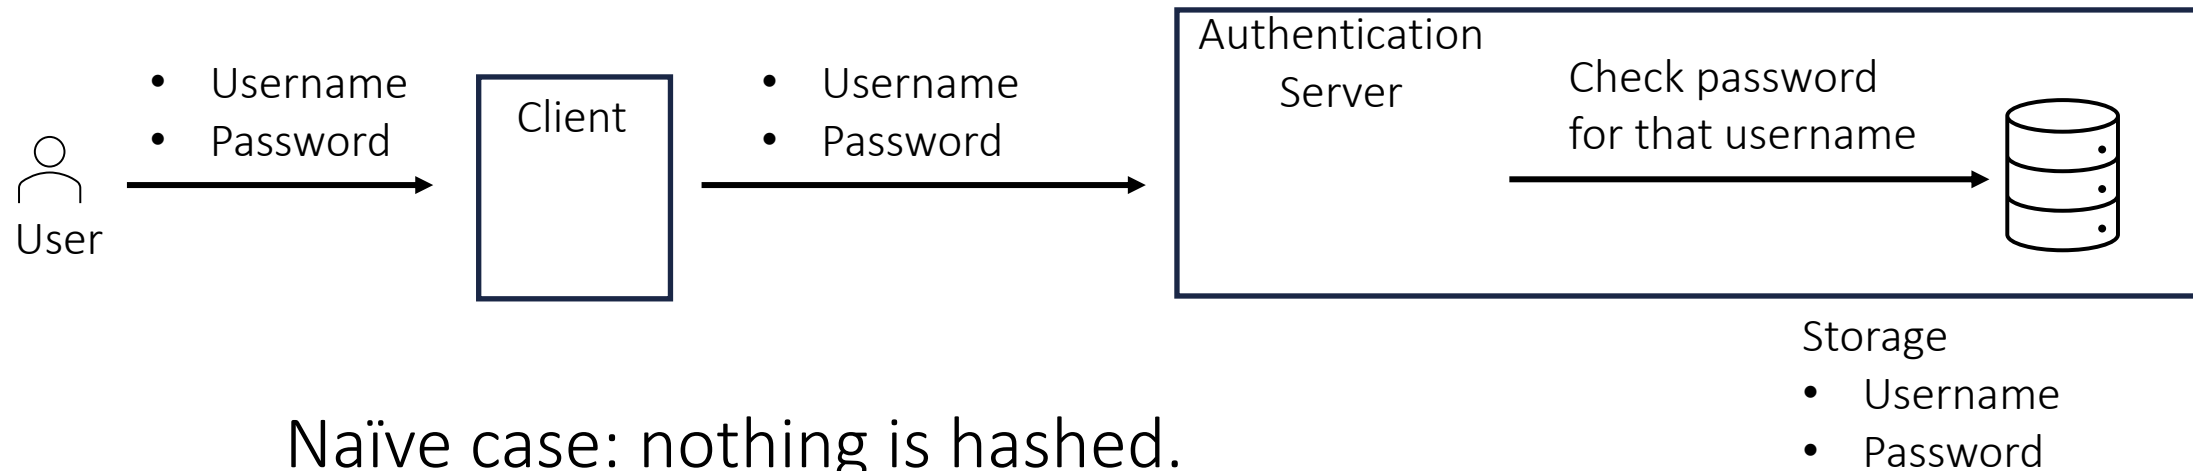 • Username
• Password
User
Client
• Username
• Password
Authentication
Server
Check password
for that username
Storage
• Username
• Password
Naïve case: nothing is hashed.